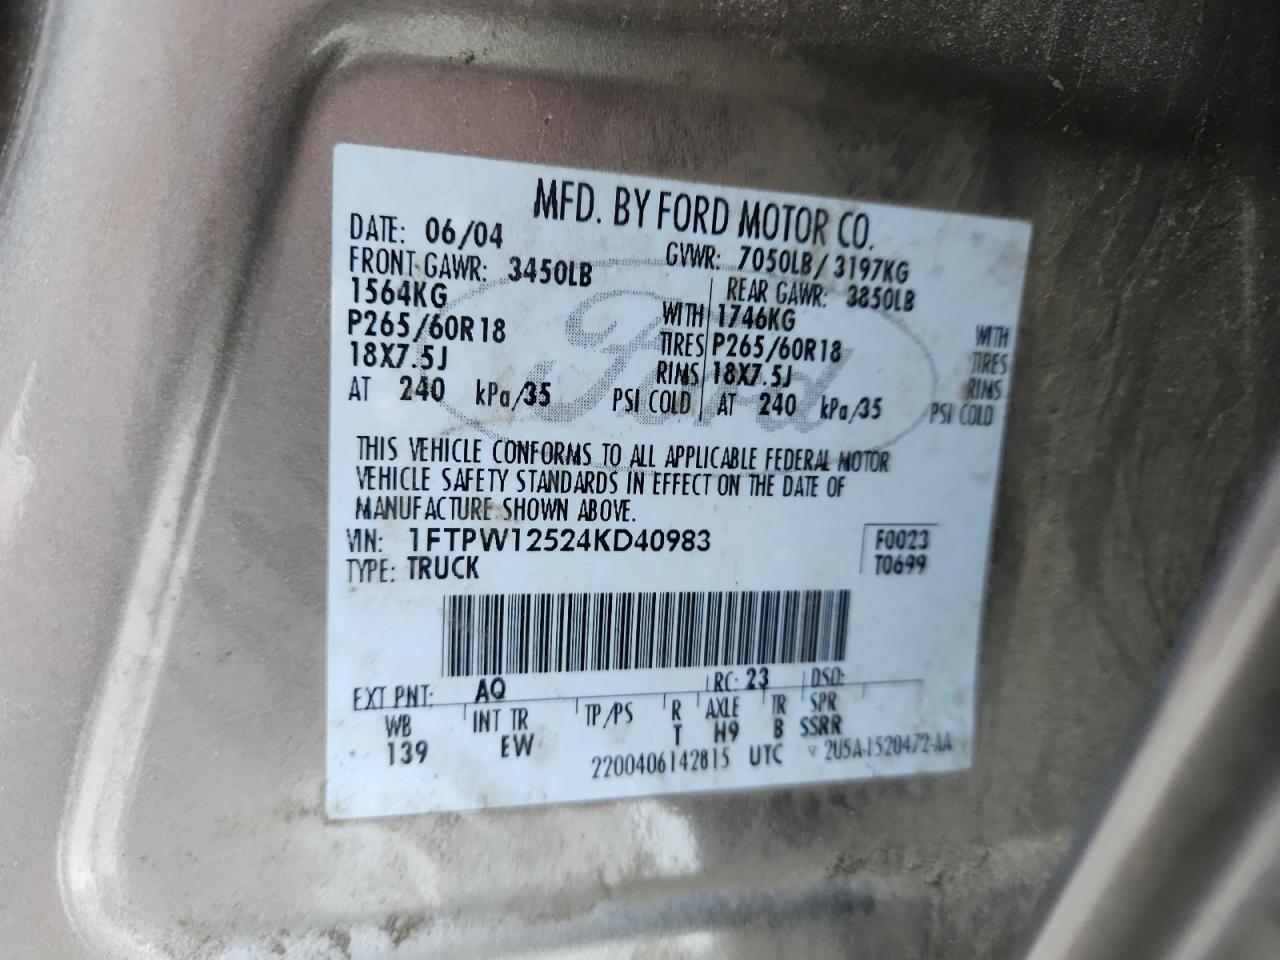 MFD. BY FORD MOTOR CO.
DATE: 06/04 GVWR: 7050LB/3197KG
FRONT GAWR: 3450LB REAR GAWR: 3850LB
1564KG WITH 1746KG WITH
P265/60R18 TIRES P265/60R18 TIRES
18X7.5J RIMS 18X7.5J RIMS
AT 240 kPa/35 PSI COLD AT 240 kPa/35 PSI COLD
Ford
THIS VEHICLE CONFORMS TO ALL APPLICABLE FEDERAL MOTOR
VEHICLE SAFETY STANDARDS IN EFFECT ON THE DATE OF
MANUFACTURE SHOWN ABOVE.
VIN: 1FTPW12524KD40983 F0023
TYPE: TRUCK T0699
EXT PNT: AQ RC: 23 DSO:
WB INT TR TP/PS R AXLE TR SPR
139 EW T H9 B SSRR
2200406142815 UTC 2U5A-1520472-AA